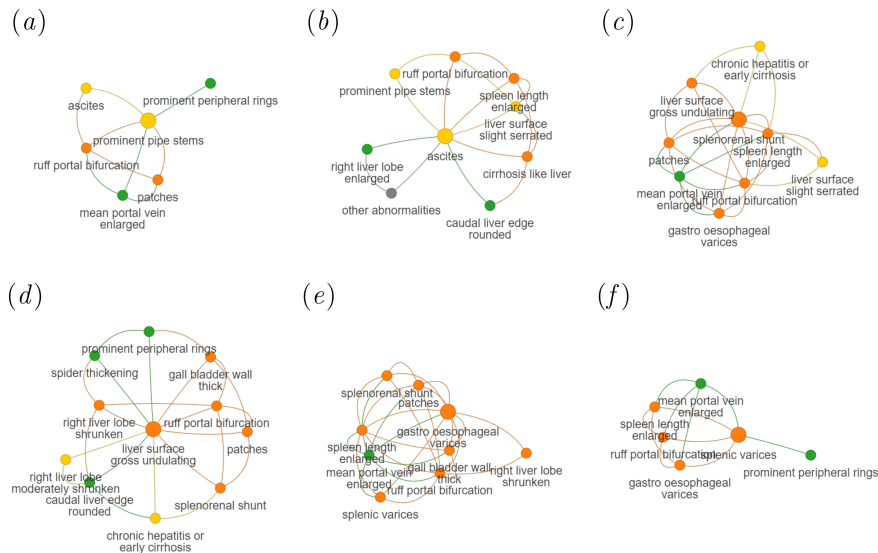 (a)
ascites
prominent peripheral rings
prominent pipe stems
ruff portal bifurcation
patches
mean portal vein
enlarged
(b)
ruff portal bifurcation
prominent pipe stems
spleen length
enlarged
liver surface
slight serrated
ascites
right liver lobe
enlarged
cirrhosis like liver
other abnormalities
caudal liver edge
rounded
(c)
chronic hepatitis or
early cirrhosis
liver surface
gross undulating
splenorenal shunt
spleen length
enlarged
patches
liver surface
slight serrated
mean portal vein
enlarged
ruff portal bifurcation
gastro oesophageal
varices
(d)
prominent peripheral rings
spider thickening
gall bladder wall
thick
right liver lobe
shrunken
ruff portal bifurcation
liver surface
gross undulating
patches
right liver lobe
moderately shrunken
caudal liver edge
rounded
splenorenal shunt
chronic hepatitis or
early cirrhosis
(e)
splenorenal shunt
patches
gastro oesophageal
varices
spleen length
enlarged
mean portal vein
enlarged
gall bladder wall
thick
right liver lobe
shrunken
ruff portal bifurcation
splenic varices
(f)
mean portal vein
enlarged
spleen length
enlarged
ruff portal bifurcation
splenic varices
gastro oesophageal
varices
prominent peripheral rings